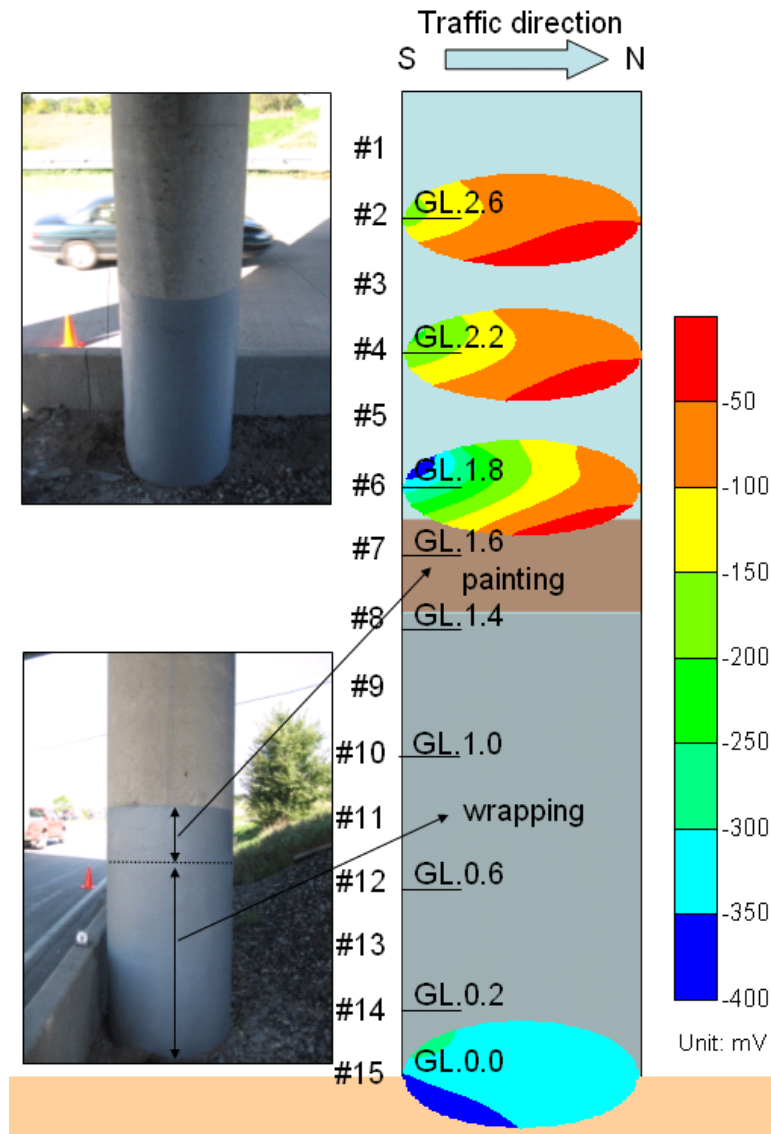 Traffic direction
S N
#1
#2 GL.2.6
#3
#4 GL.2.2
#5
#6 GL.1.8
#7 GL.1.6
painting
#8 GL.1.4
#9
#10 GL.1.0
#11 wrapping
#12 GL.0.6
#13
#14 GL.0.2
#15 GL.0.0
-50
-100
-150
-200
-250
-300
-350
-400
Unit: mV